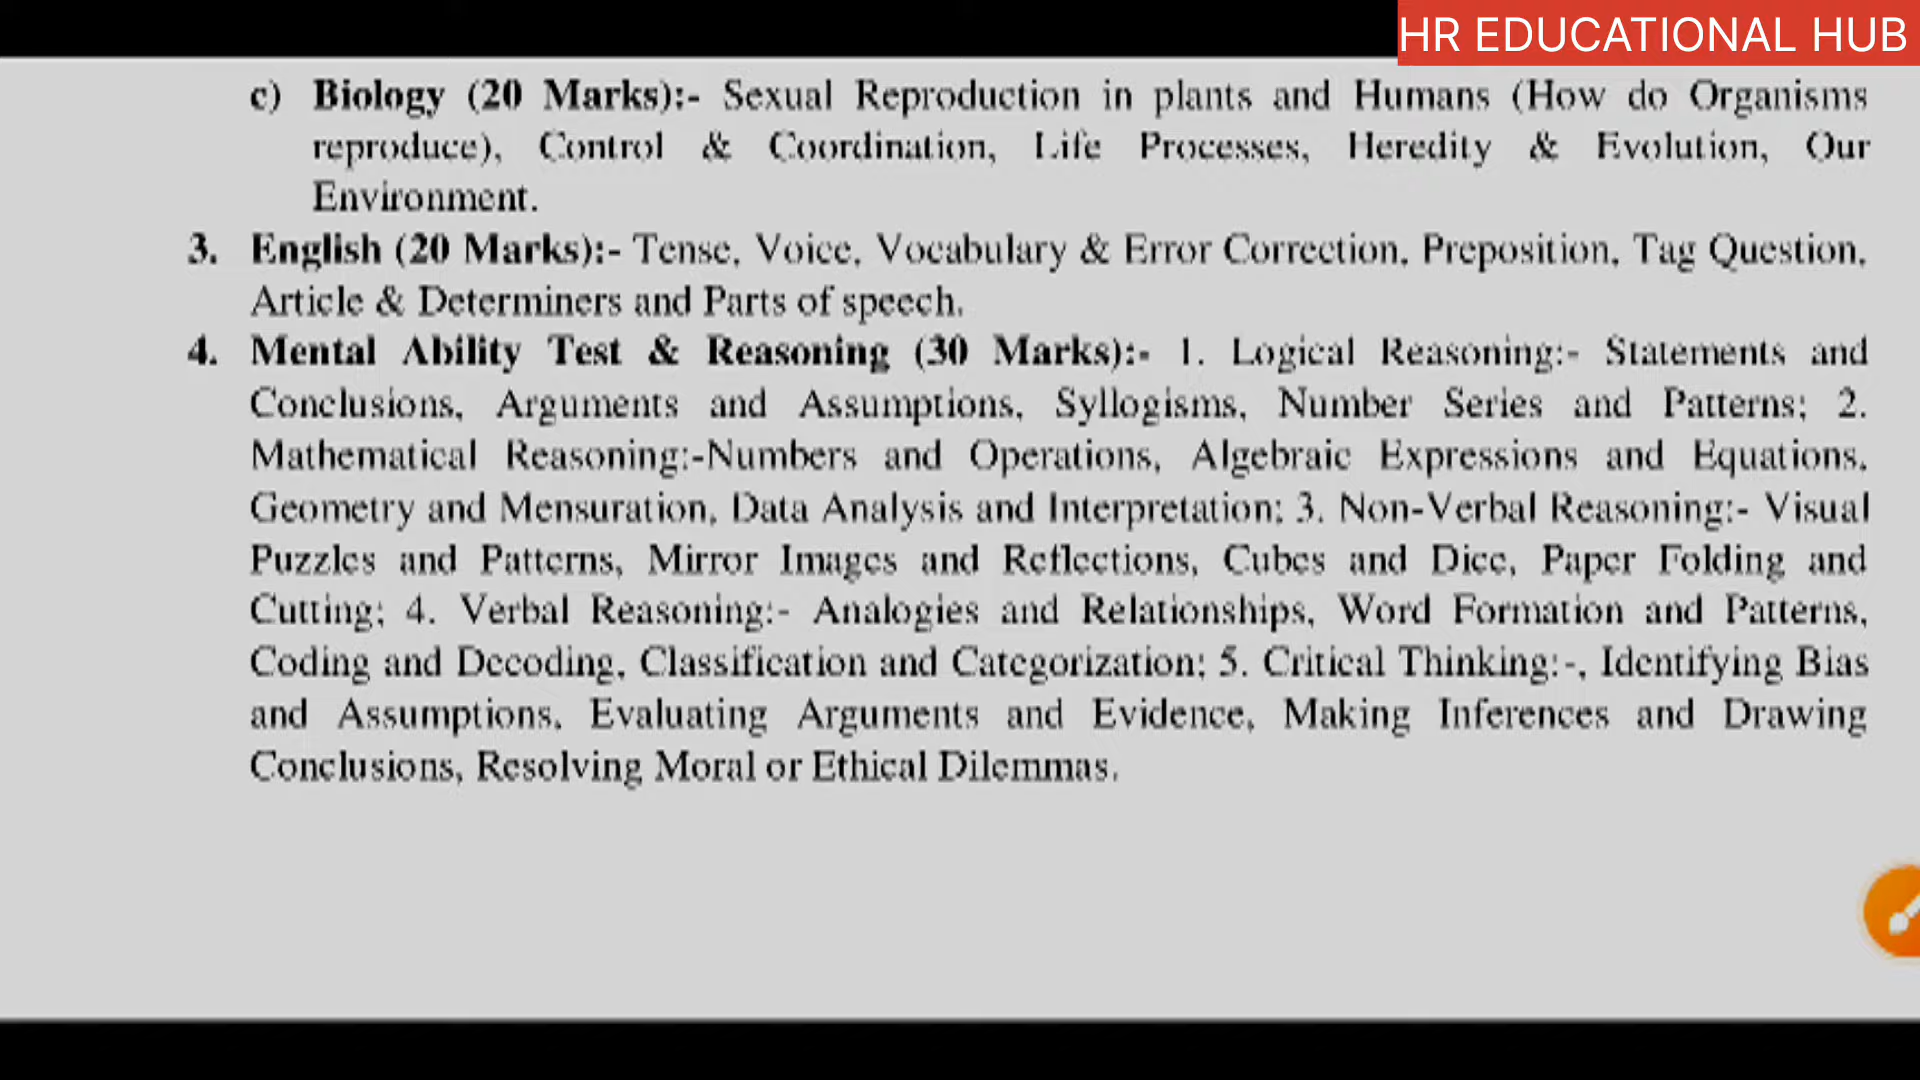 HR EDUCATIONAL HUB
c) Biology (20 Marks):- Sexual Reproduction in plants and Humans (How do Organisms
reproduce), Control & Coordination, Life Processes, Heredity & Evolution, Our
Environment.
3. English (20 Marks):- Tense, Voice, Vocabulary & Error Correction, Preposition, Tag Question,
Article & Determiners and Parts of speech.
4. Mental Ability Test & Reasoning (30 Marks):- 1. Logical Reasoning:- Statements and
Conclusions, Arguments and Assumptions, Syllogisms, Number Series and Patterns; 2.
Mathematical Reasoning:-Numbers and Operations, Algebraic Expressions and Equations,
Geometry and Mensuration, Data Analysis and Interpretation; 3. Non-Verbal Reasoning:- Visual
Puzzles and Patterns, Mirror Images and Reflections, Cubes and Dice, Paper Folding and
Cutting; 4. Verbal Reasoning:- Analogies and Relationships, Word Formation and Patterns,
Coding and Decoding, Classification and Categorization; 5. Critical Thinking:-, Identifying Bias
and Assumptions, Evaluating Arguments and Evidence, Making Inferences and Drawing
Conclusions, Resolving Moral or Ethical Dilemmas.